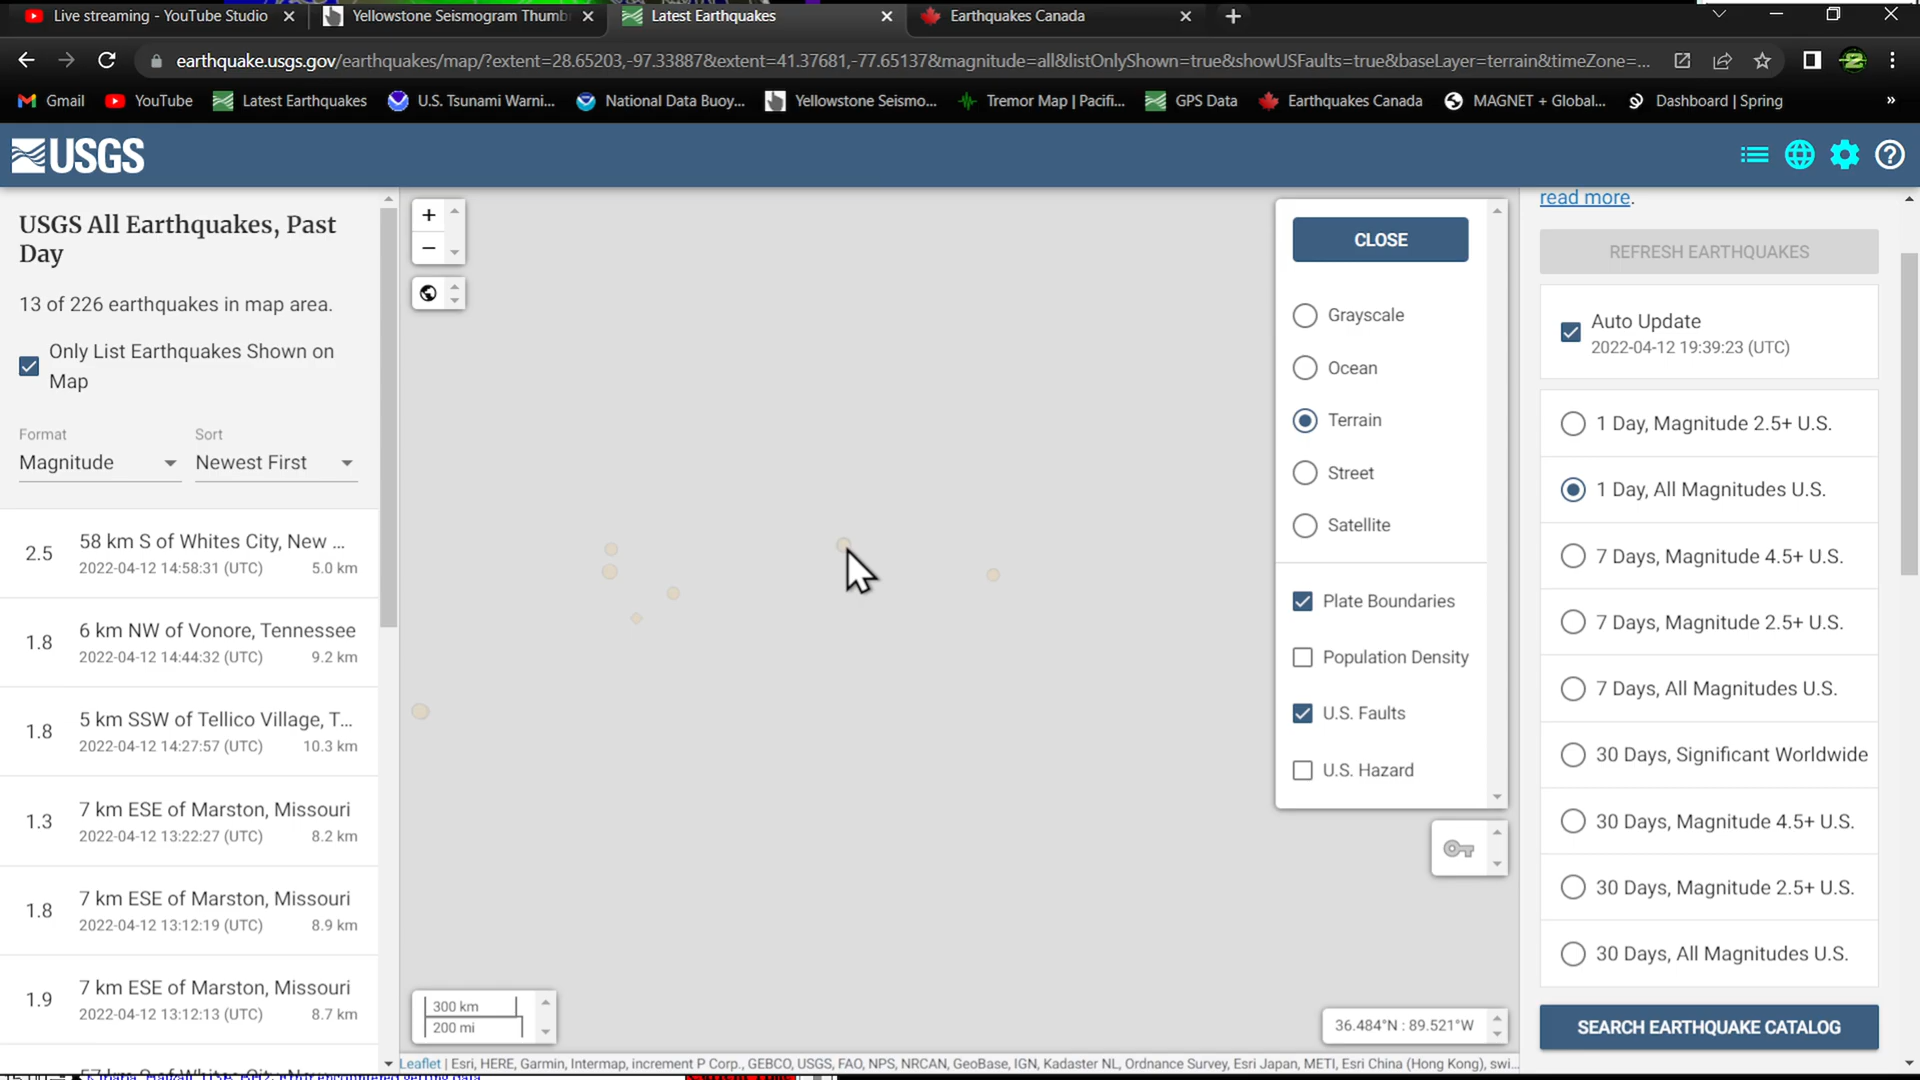 Live streaming - YouTube Studio
Yellowstone Seismogram Thumb
Latest Earthquakes
Earthquakes Canada
earthquake.usgs.gov/earthquakes/map/?extent=28.65203,-97.33887&extent=41.37681,-77.65137&magnitude=all&listOnlyShown=true&showUSFaults=true&baseLayer=terrain&timeZone=...
Gmail
YouTube
Latest Earthquakes
U.S. Tsunami Warni...
National Data Buoy...
Yellowstone Seismo...
Tremor Map | Pacifi...
GPS Data
Earthquakes Canada
MAGNET + Global...
Dashboard | Spring
»
USGS
USGS All Earthquakes, Past
Day
13 of 226 earthquakes in map area.
Only List Earthquakes Shown on
Map
Format
Sort
Magnitude
Newest First
2.5
58 km S of Whites City, New ...
2022-04-12 14:58:31 (UTC)
5.0 km
1.8
6 km NW of Vonore, Tennessee
2022-04-12 14:44:32 (UTC)
9.2 km
1.8
5 km SSW of Tellico Village, T...
2022-04-12 14:27:57 (UTC)
10.3 km
1.3
7 km ESE of Marston, Missouri
2022-04-12 13:22:27 (UTC)
8.2 km
1.8
7 km ESE of Marston, Missouri
2022-04-12 13:12:19 (UTC)
8.9 km
1.9
7 km ESE of Marston, Missouri
2022-04-12 13:12:13 (UTC)
8.7 km
+
−
300 km
200 mi
CLOSE
Grayscale
Ocean
Terrain
Street
Satellite
Plate Boundaries
Population Density
U.S. Faults
U.S. Hazard
36.484°N : 89.521°W
Leaflet | Esri, HERE, Garmin, Intermap, increment P Corp., GEBCO, USGS, FAO, NPS, NRCAN, GeoBase, IGN, Kadaster NL, Ordnance Survey, Esri Japan, METI, Esri China (Hong Kong), swi...
read more.
REFRESH EARTHQUAKES
Auto Update
2022-04-12 19:39:23 (UTC)
1 Day, Magnitude 2.5+ U.S.
1 Day, All Magnitudes U.S.
7 Days, Magnitude 4.5+ U.S.
7 Days, Magnitude 2.5+ U.S.
7 Days, All Magnitudes U.S.
30 Days, Significant Worldwide
30 Days, Magnitude 4.5+ U.S.
30 Days, Magnitude 2.5+ U.S.
30 Days, All Magnitudes U.S.
SEARCH EARTHQUAKE CATALOG